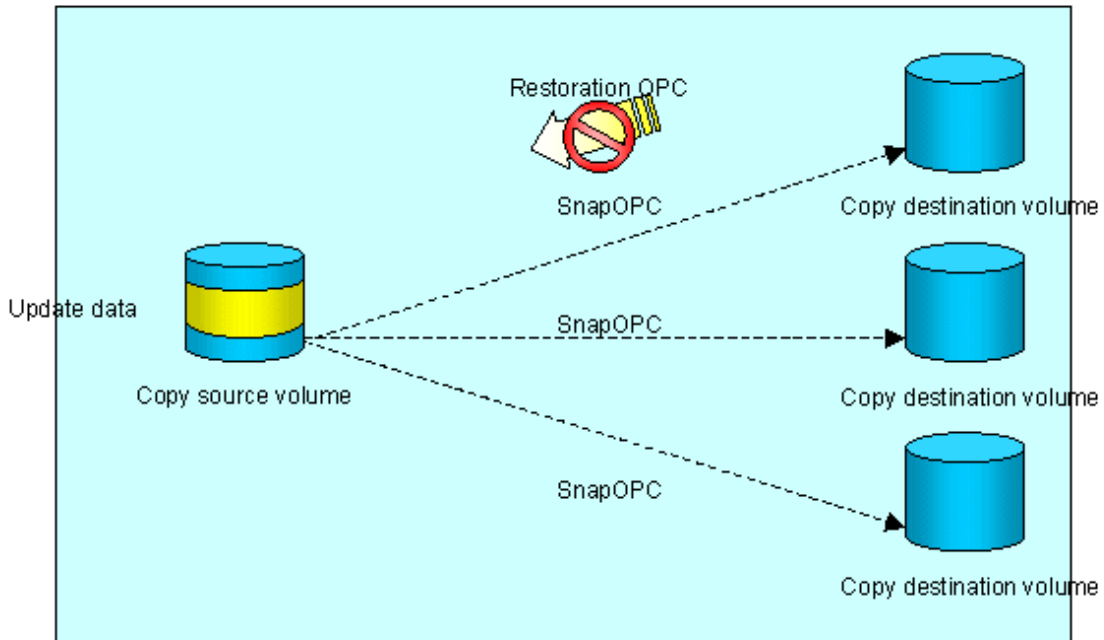 Restoration OPC
SnapOPC
Copy destination volume
Update data
SnapOPC
Copy source volume
Copy destination volume
SnapOPC
Copy destination volume